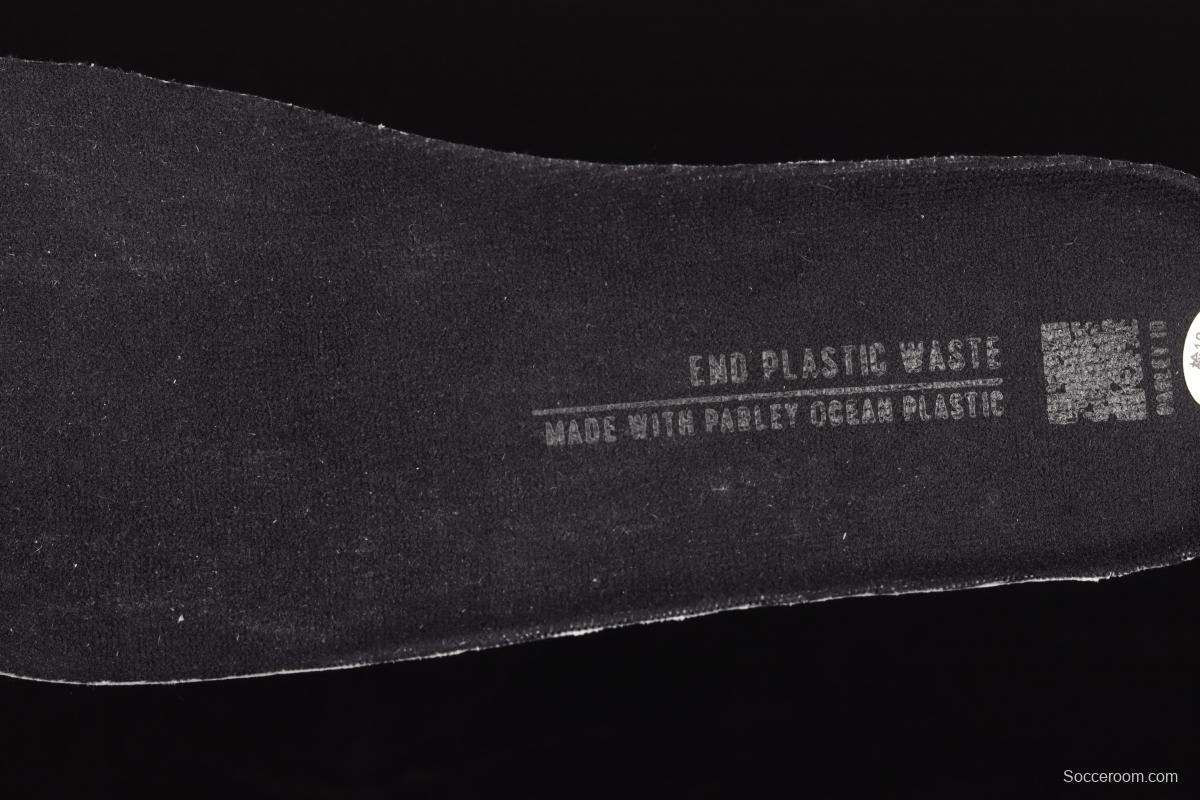 END PLASTIC WASTE
MADE WITH PARLEY OCEAN PLASTIC
Socceroom.com